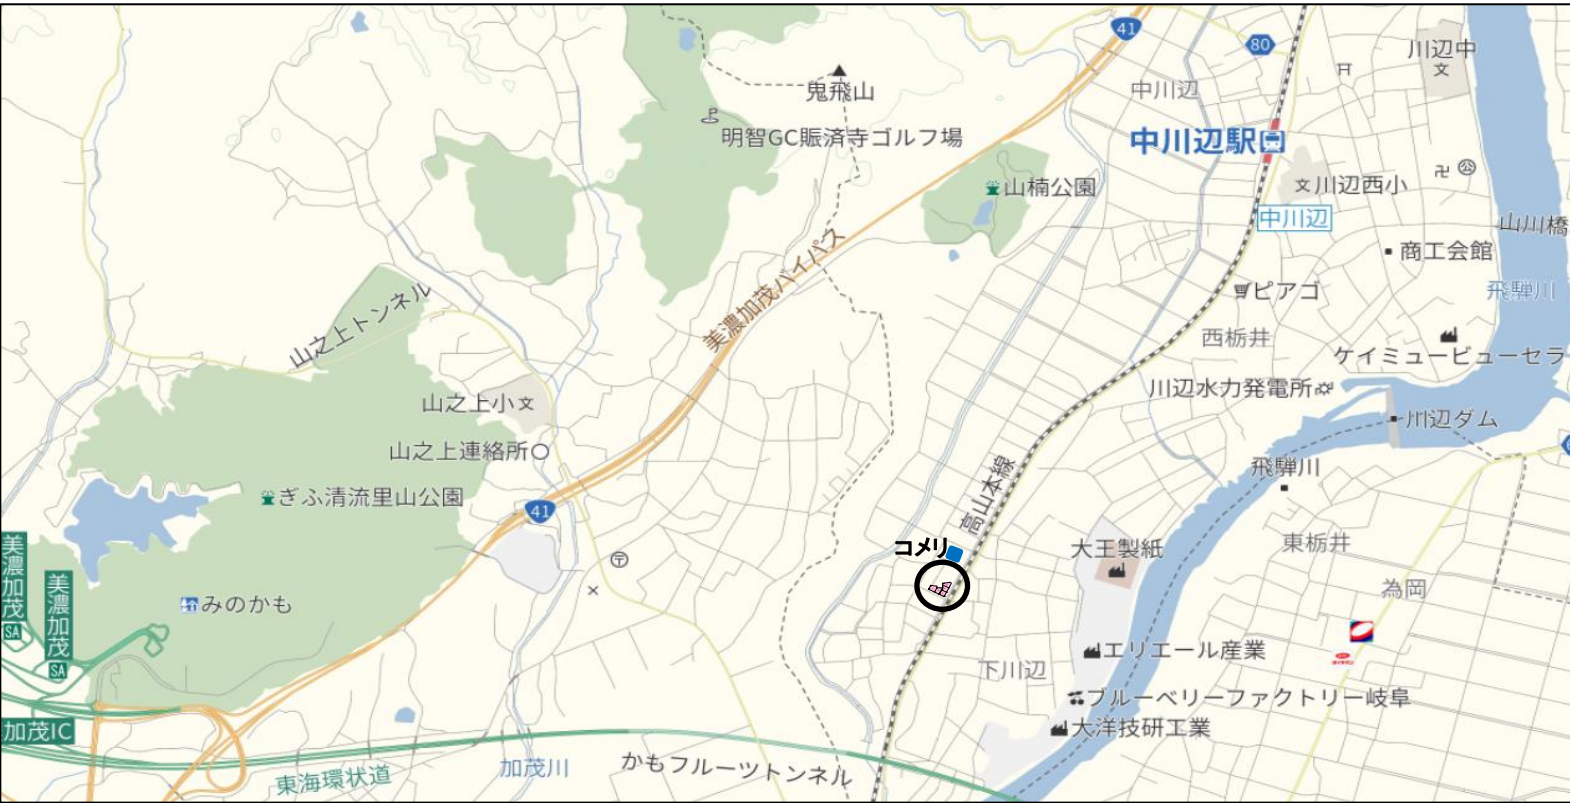 41
80
川辺中
文
鬼飛山
中川辺
明智GC賑済寺ゴルフ場
中川辺駅
山楠公園
文川辺西小
中川辺
山川橋
商工会館
美濃加茂バイパス
ピアゴ
飛騨川
山之上トンネル
西栃井
ケイミュービューセラ
川辺水力発電所
山之上小文
川辺ダム
山之上連絡所
飛騨川
高山本線
ぎふ清流里山公園
41
美濃加茂
SA
コメリ
大王製紙
東栃井
美濃加茂
SA
みのかも
為岡
エリエール産業
下川辺
ブルーベリーファクトリー岐阜
加茂IC
大洋技研工業
東海環状道
加茂川
かもフルーツトンネル